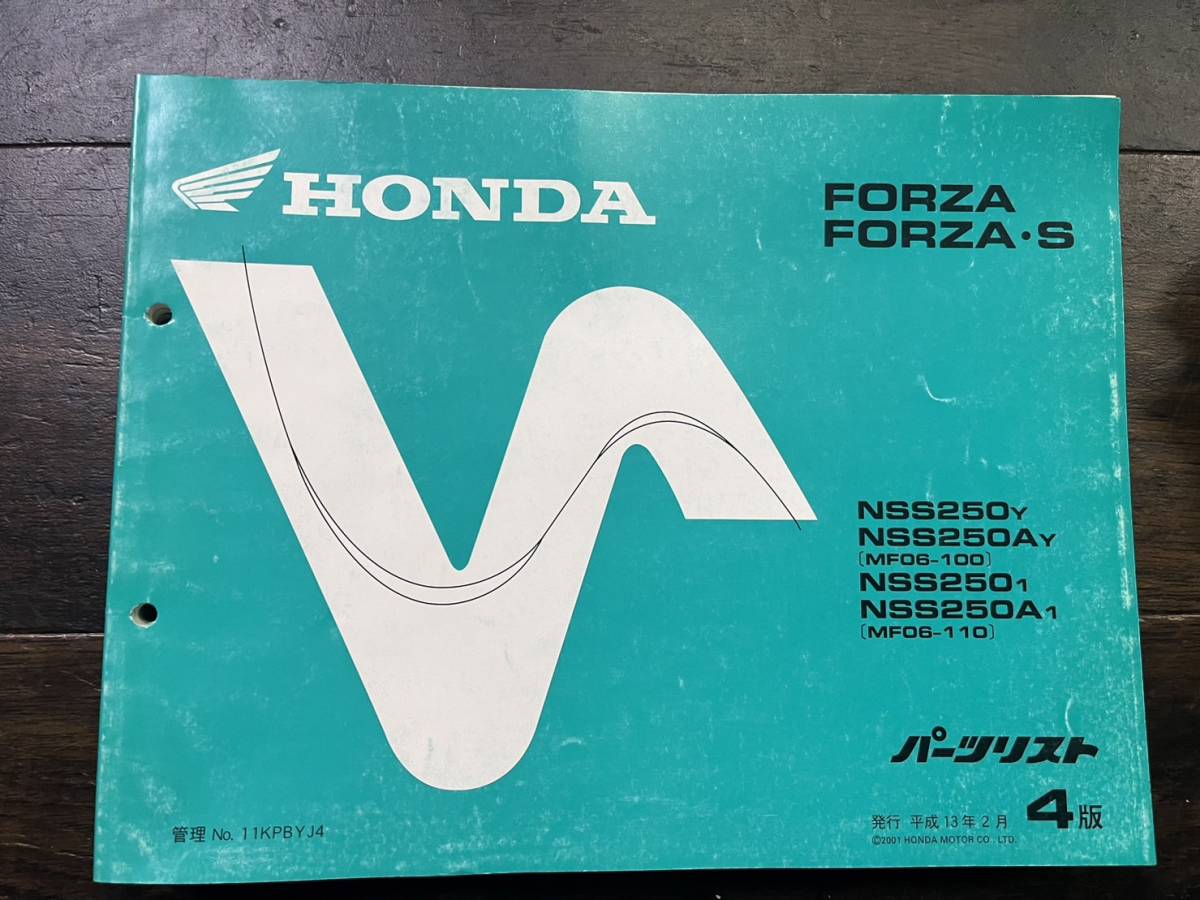 HONDA
FORZA
FORZA・S
NSS250Y
NSS250AY
〔MF06-100〕
NSS2501
NSS250A1
〔MF06-110〕
パーツリスト
管理 No. 11KPBYJ4
発行 平成13年2月 4版
©2001 HONDA MOTOR CO., LTD.